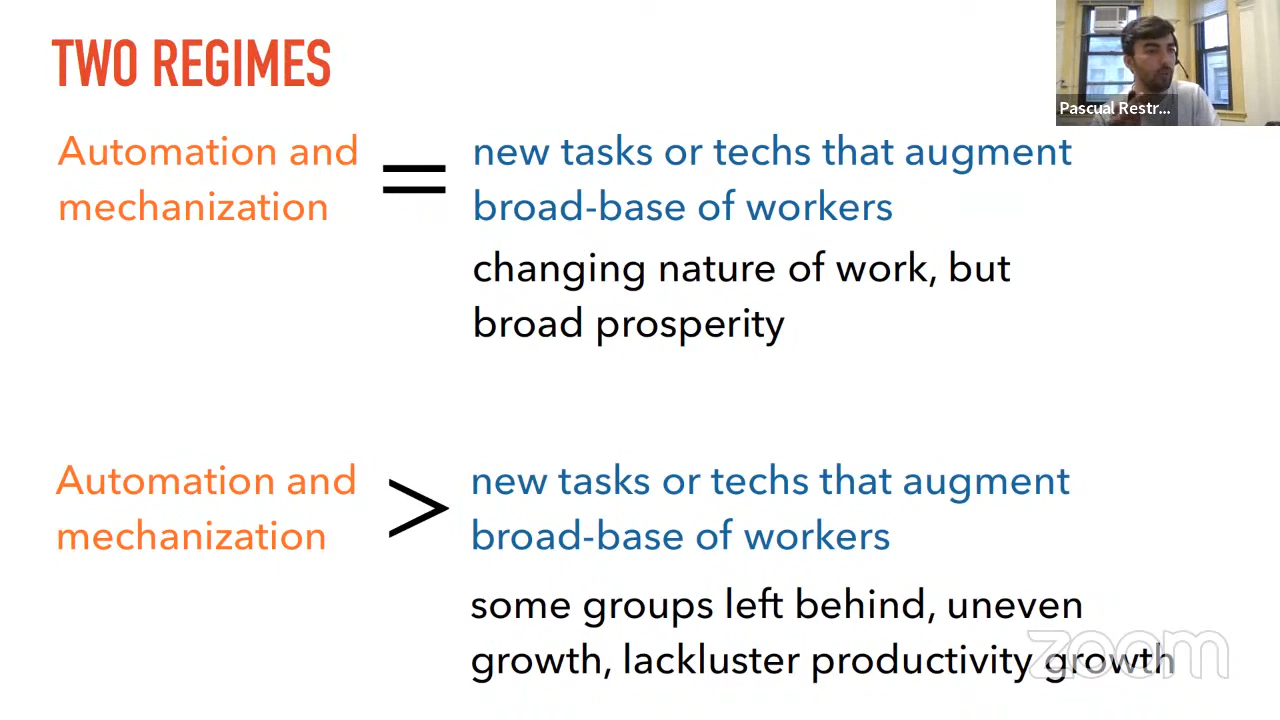 TWO REGIMES
Pascual Restr...
Automation and
mechanization
=
new tasks or techs that augment
broad-base of workers
changing nature of work, but
broad prosperity
Automation and
mechanization
>
new tasks or techs that augment
broad-base of workers
some groups left behind, uneven
growth, lackluster productivity growth
zoom